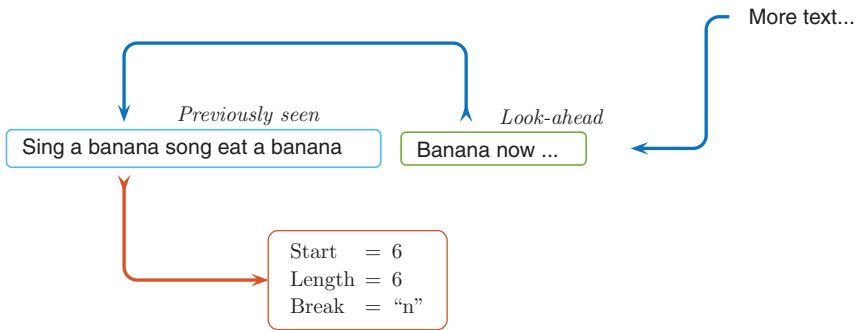 More text...
Previously seen
Look-ahead
Sing a banana song eat a banana
Banana now ...
Start = 6
Length = 6
Break = “n”